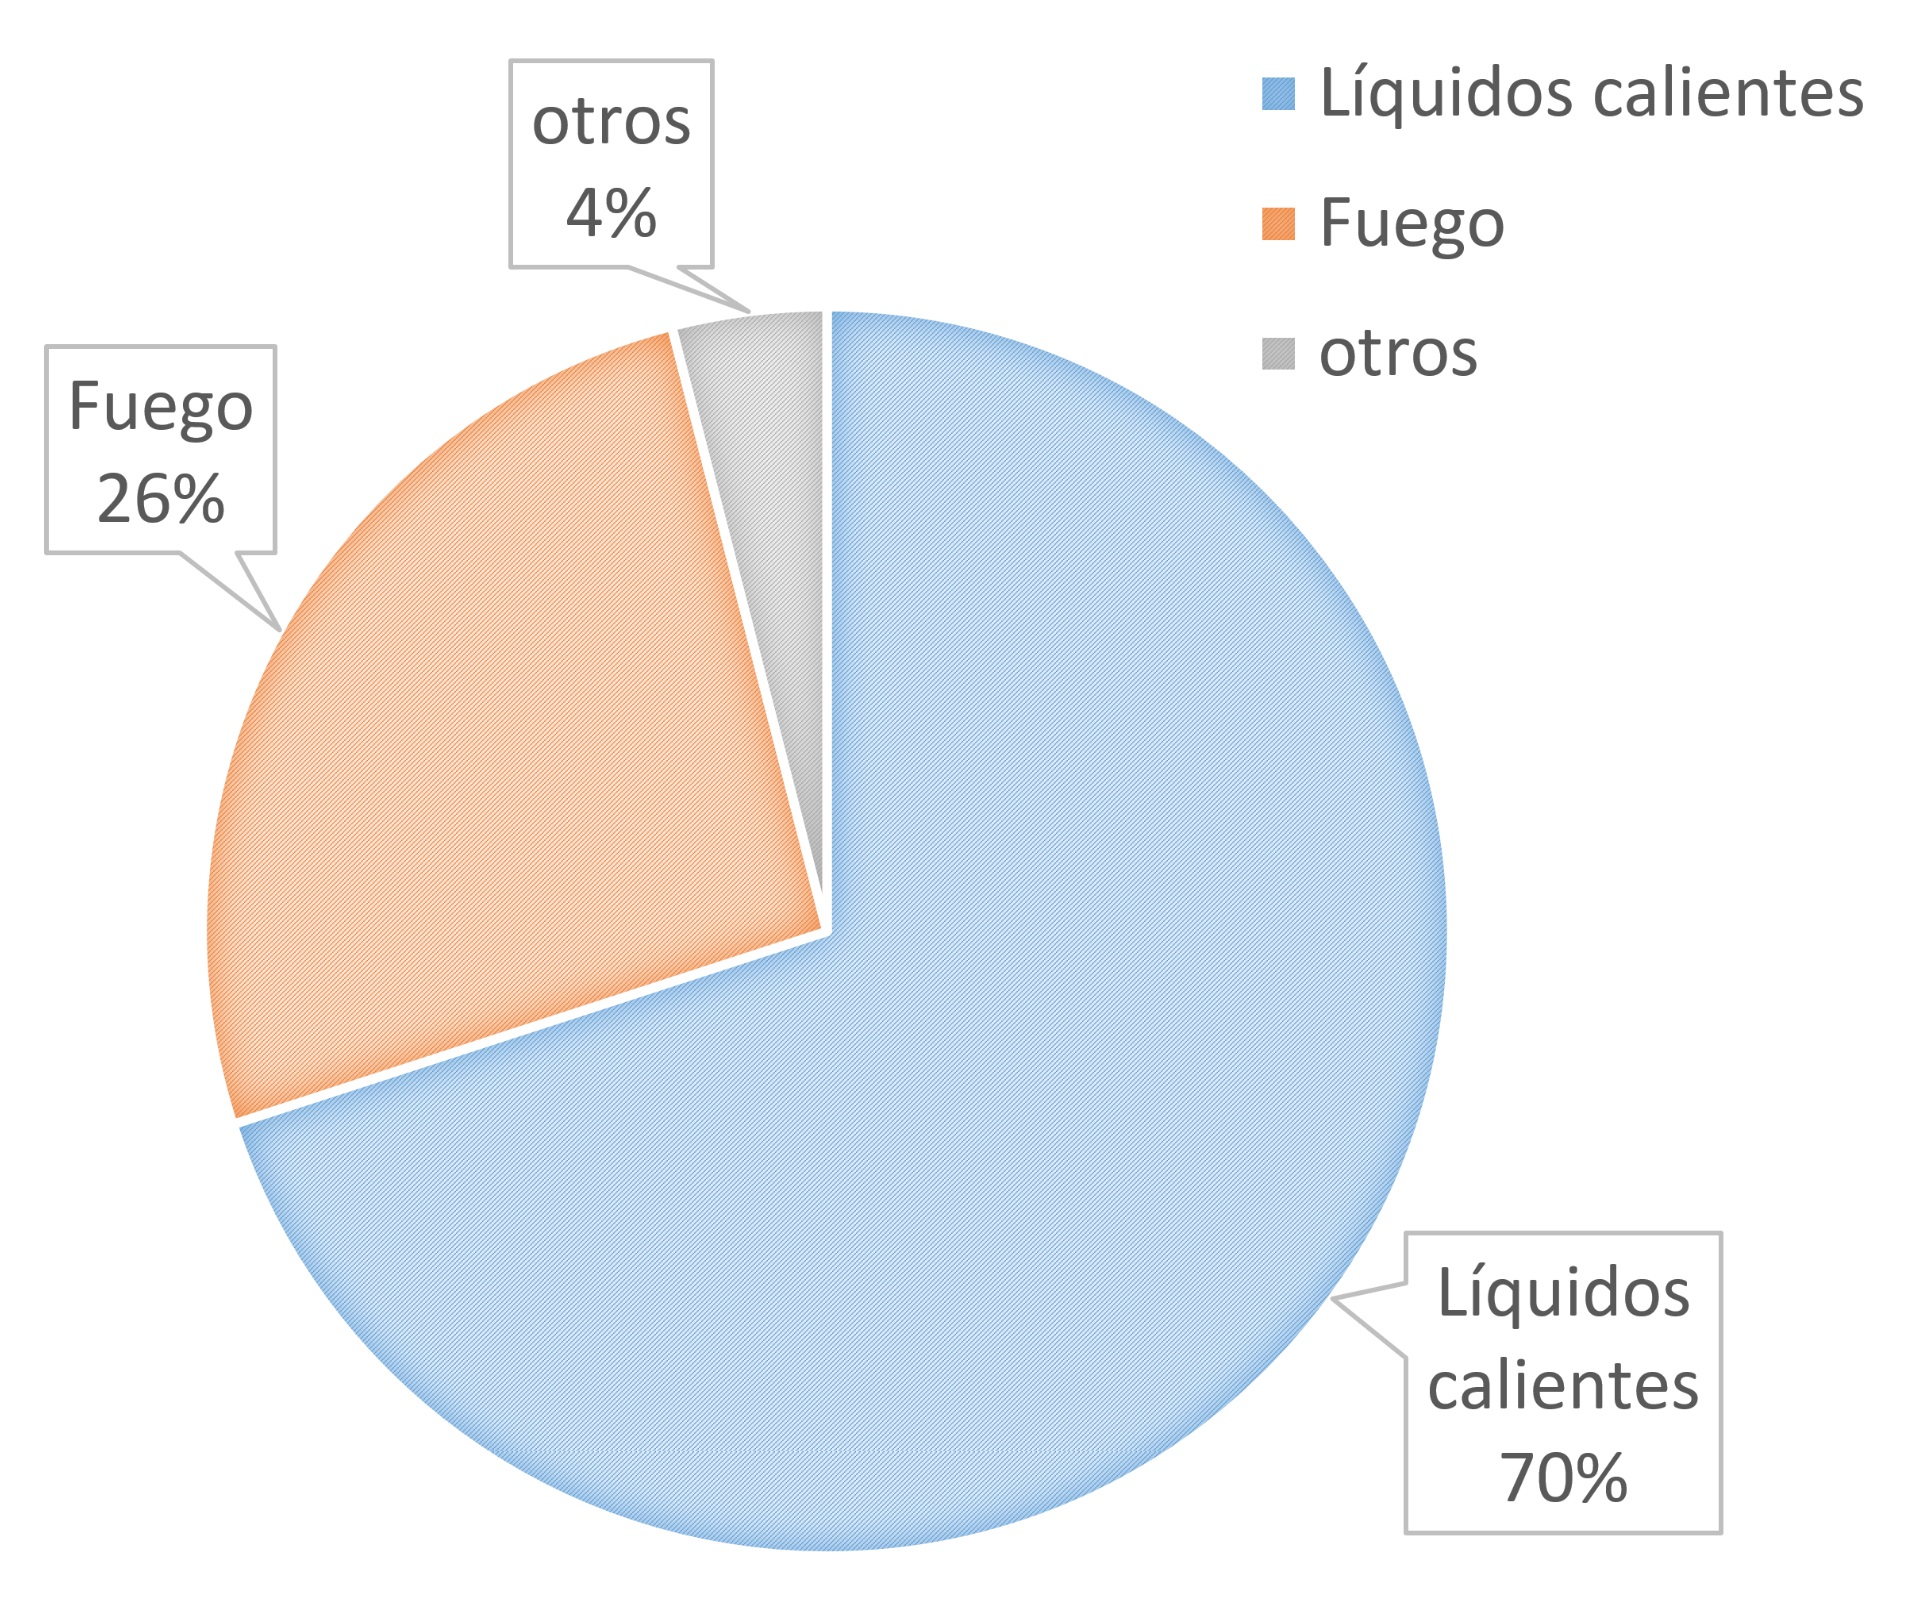 otros
4%
Líquidos calientes
Fuego
otros
Fuego
26%
Líquidos
calientes
70%